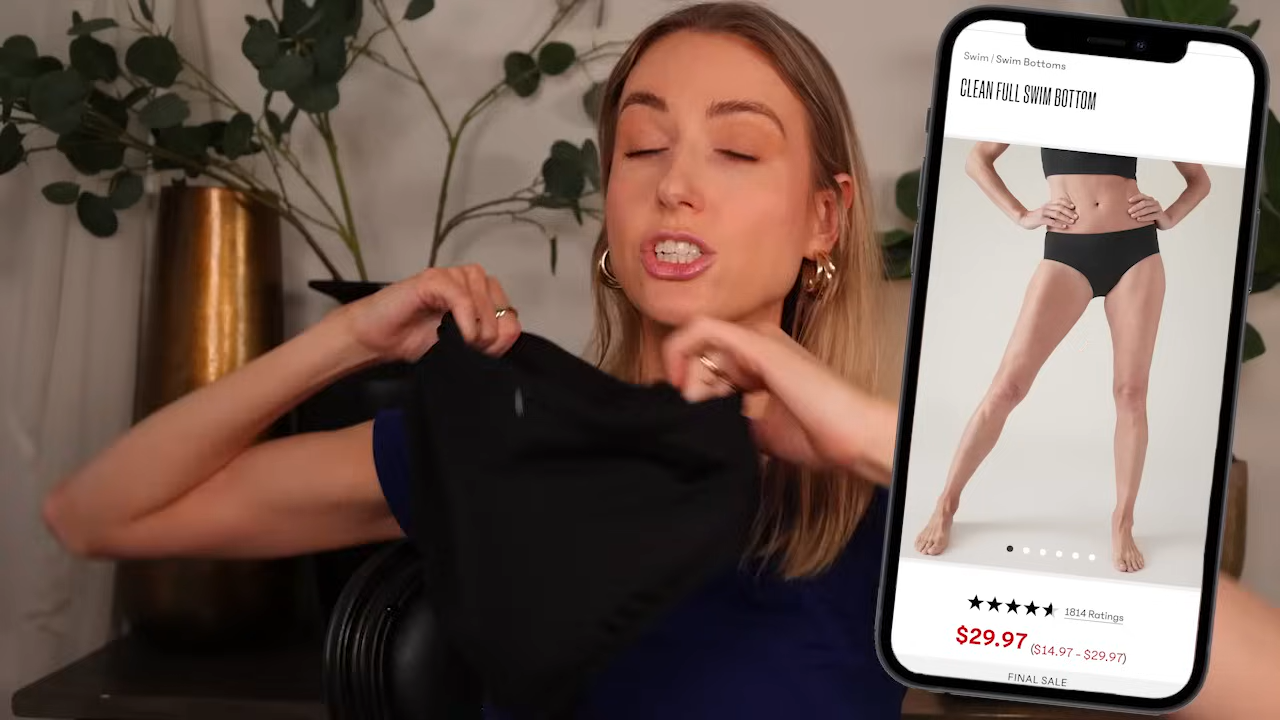 Swim / Swim Bottoms
CLEAN FULL SWIM BOTTOM
1814 Ratings
$29.97 ($14.97 - $29.97)
FINAL SALE